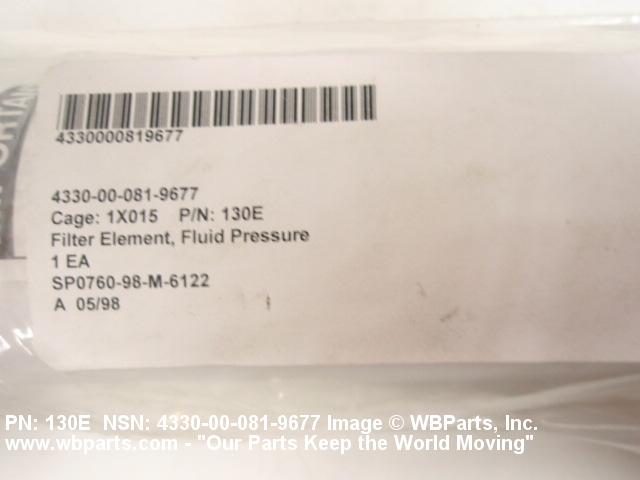 4330000819677
4330-00-081-9677
Cage: 1X015 P/N: 130E
Filter Element, Fluid Pressure
1 EA
SP0760-98-M-6122
A 05/98
PN: 130E NSN: 4330-00-081-9677 Image © WBParts, Inc.
www.wbparts.com - "Our Parts Keep the World Moving"